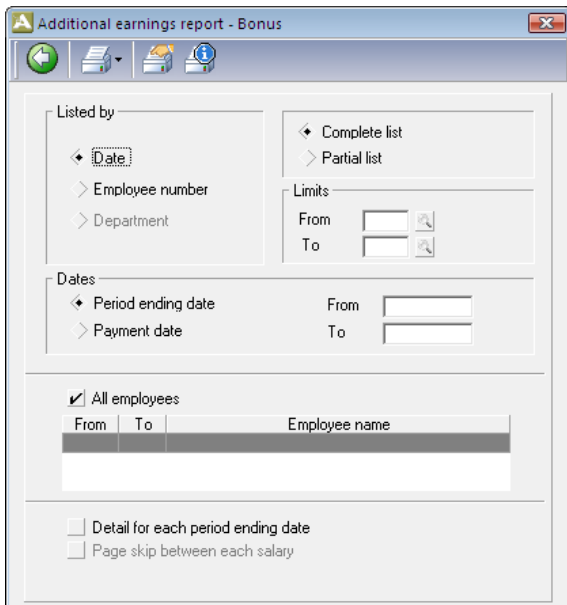 Additional earnings report - Bonus
Listed by
Date
Employee number
Department
Complete list
Partial list
Limits
From
To
Dates
Period ending date
Payment date
From
To
All employees
From To Employee name
Detail for each period ending date
Page skip between each salary